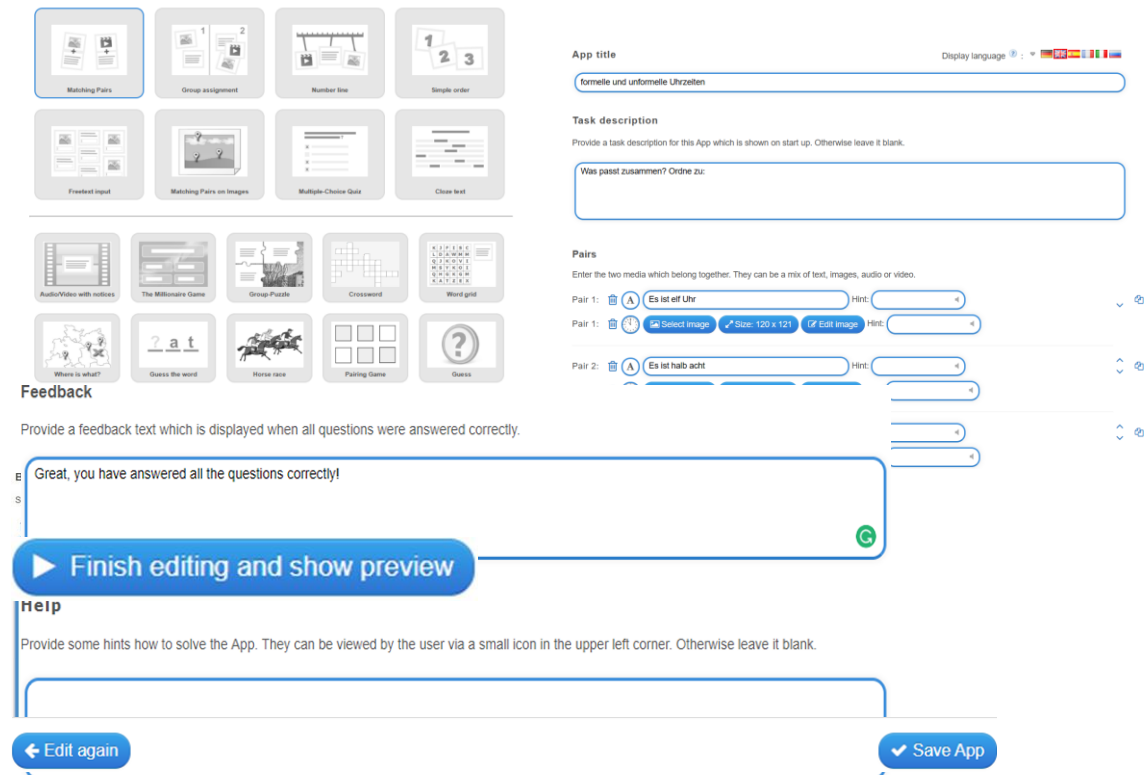 Matching Pairs
Group assignment
Number line
Simple order
Freetext input
Matching Pairs on Images
Multiple-Choice Quiz
Cloze text
Audio/Video with notices
The Millionaire Game
Group-Puzzle
Crossword
Word grid
Where is what?
? a t
Guess the word
Horse race
Pairing Game
Guess
App title
Display language ? :
formelle und unformelle Uhrzeiten
Task description
Provide a task description for this App which is shown on start up. Otherwise leave it blank.
Was passt zusammen? Ordne zu:
Pairs
Enter the two media which belong together. They can be a mix of text, images, audio or video.
Pair 1: A Es ist elf Uhr Hint:
Pair 1: Select image Size: 120 x 121 Edit image Hint:
Pair 2: A Es ist halb acht Hint:
Feedback
Provide a feedback text which is displayed when all questions were answered correctly.
Great, you have answered all the questions correctly!
Finish editing and show preview
Help
Provide some hints how to solve the App. They can be viewed by the user via a small icon in the upper left corner. Otherwise leave it blank.
Edit again
Save App